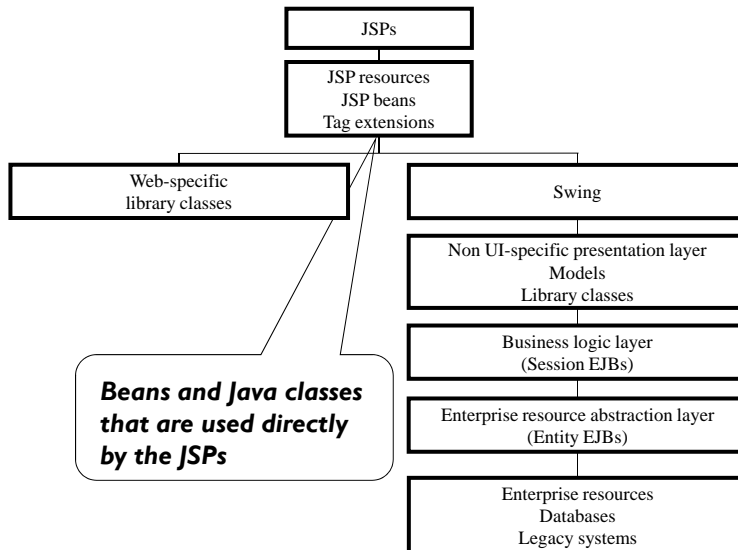 JSPs
JSP resources
JSP beans
Tag extensions
Web-specific
library classes
Swing
Non UI-specific presentation layer
Models
Library classes
Business logic layer
(Session EJBs)
Beans and Java classes
that are used directly
by the JSPs
Enterprise resource abstraction layer
(Entity EJBs)
Enterprise resources
Databases
Legacy systems